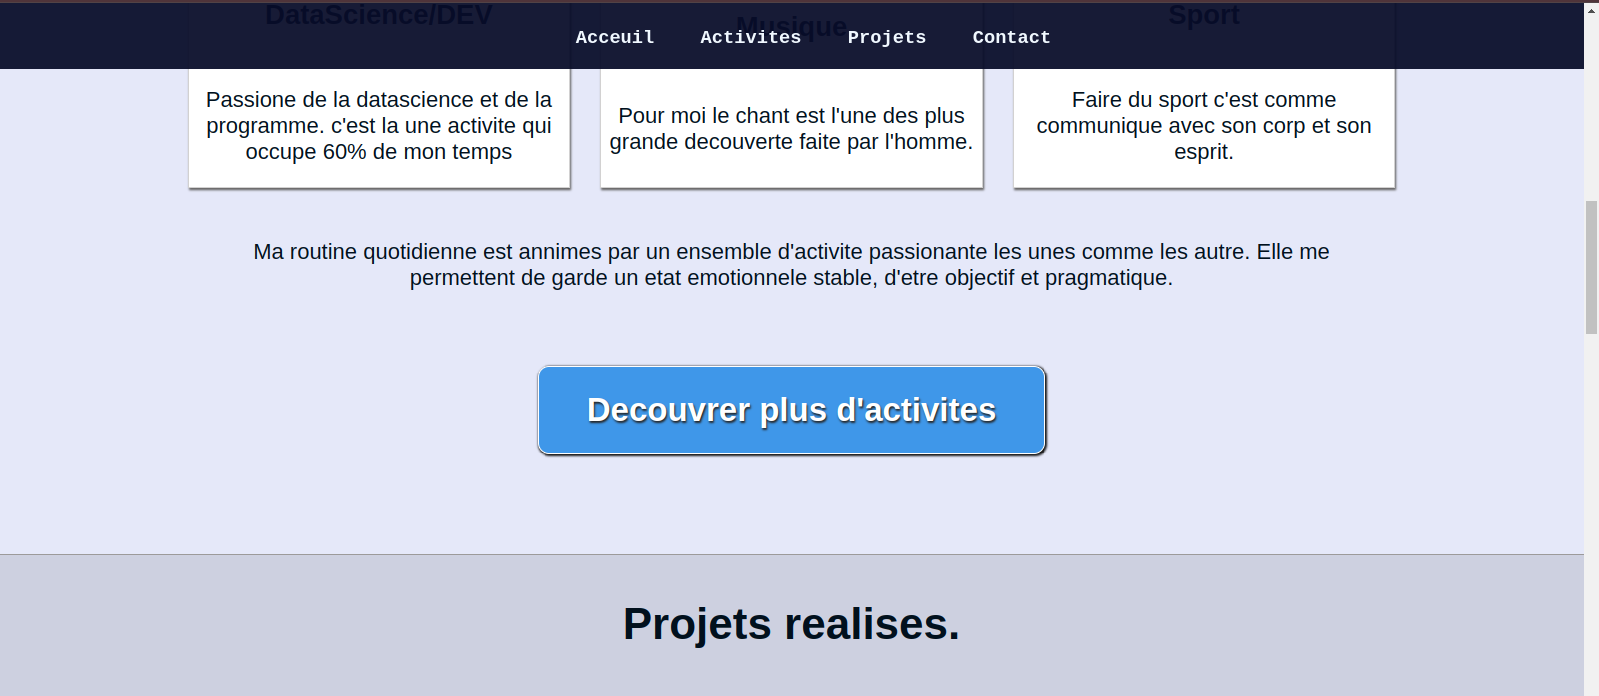 DataScience/DEV
Musique
Sport
Acceuil Activites Projets Contact
Passione de la datascience et de la
programme. c'est la une activite qui
occupe 60% de mon temps
Pour moi le chant est l'une des plus
grande decouverte faite par l'homme.
Faire du sport c'est comme
communique avec son corp et son
esprit.
Ma routine quotidienne est annimes par un ensemble d'activite passionante les unes comme les autre. Elle me
permettent de garde un etat emotionnele stable, d'etre objectif et pragmatique.
Decouvrer plus d'activites
Projets realises.